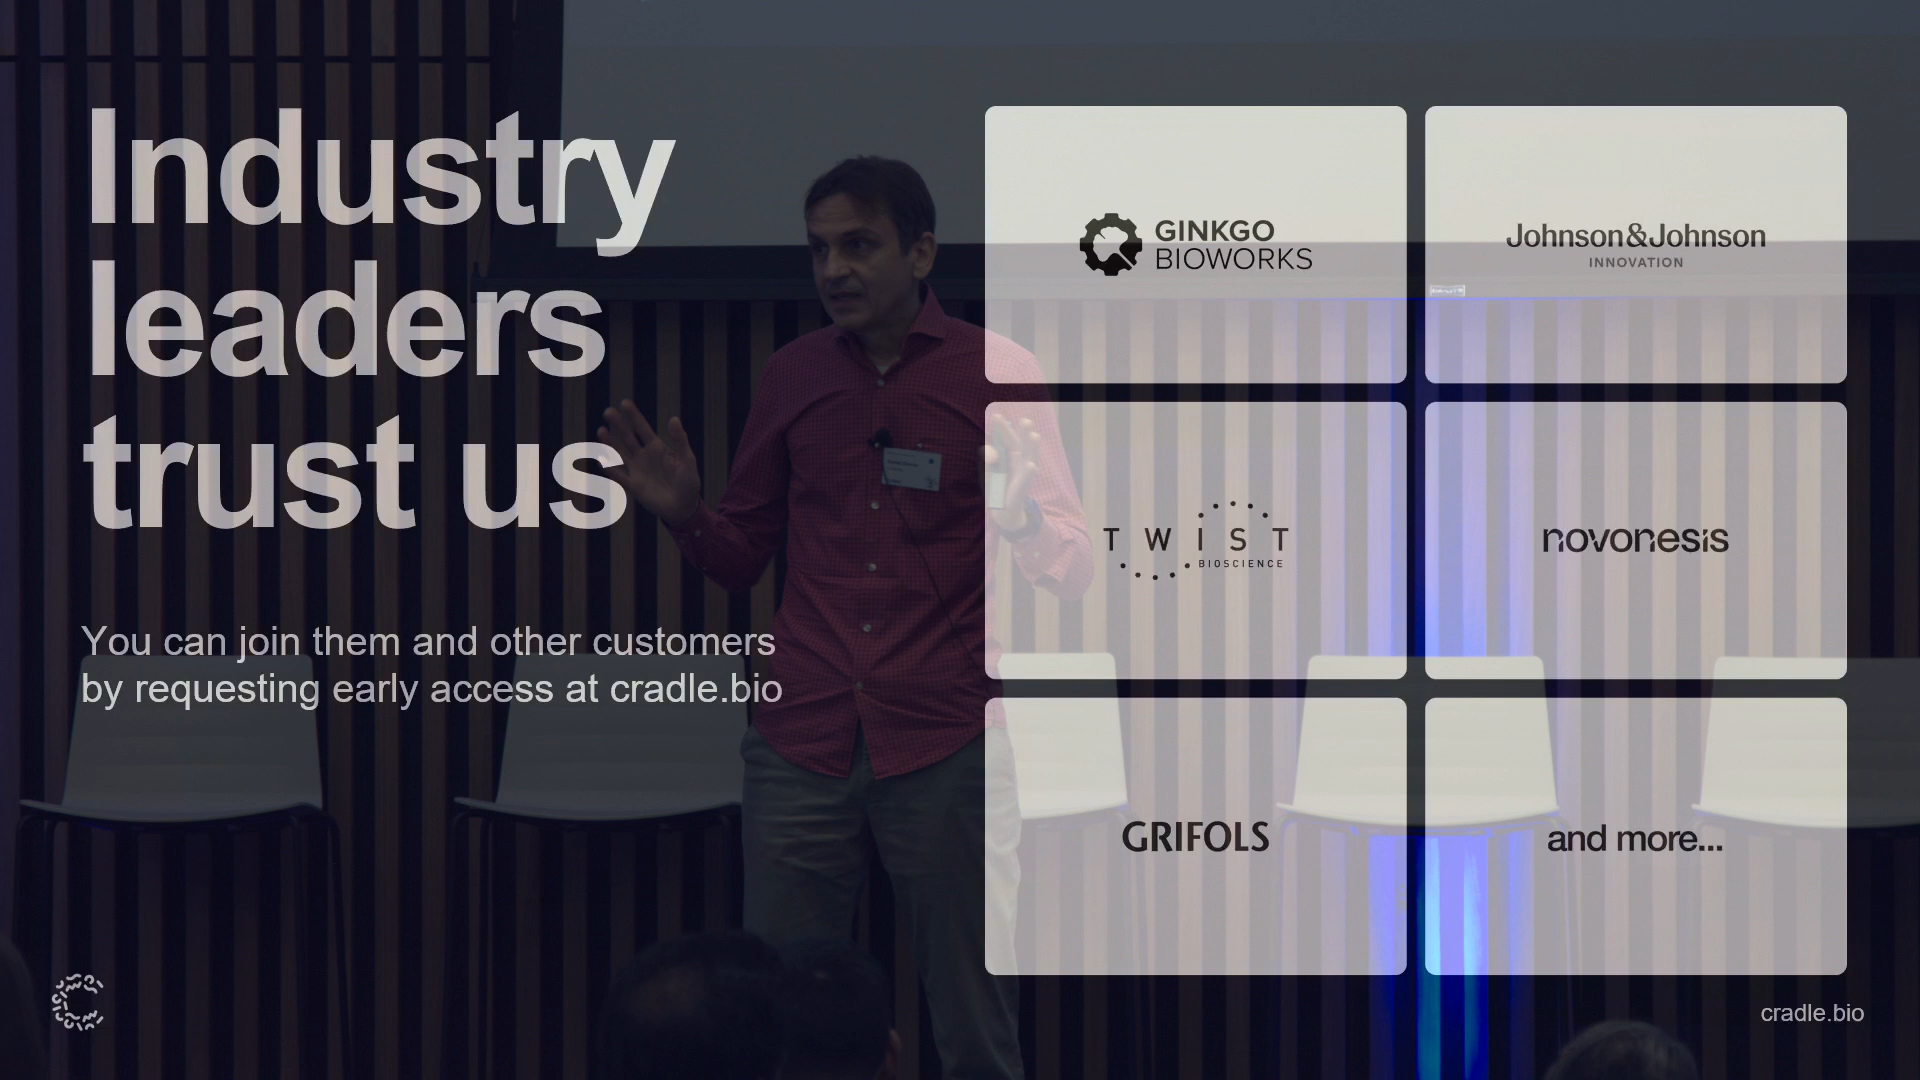 Industry
leaders
trust us
You can join them and other customers
by requesting early access at cradle.bio
GINKGO
BIOWORKS
Johnson&Johnson
INNOVATION
TWIST
BIOSCIENCE
novonesis
GRIFOLS
and more...
cradle.bio